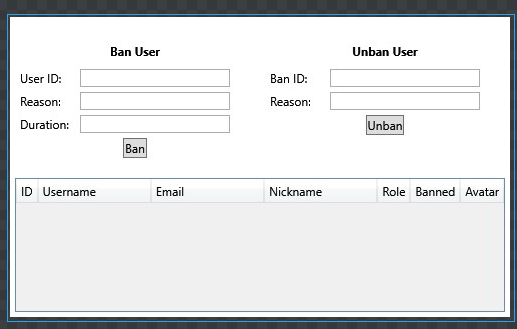 Ban User
User ID:
Reason:
Duration:
Ban
Unban User
Ban ID:
Reason:
Unban
ID Username Email Nickname Role Banned Avatar